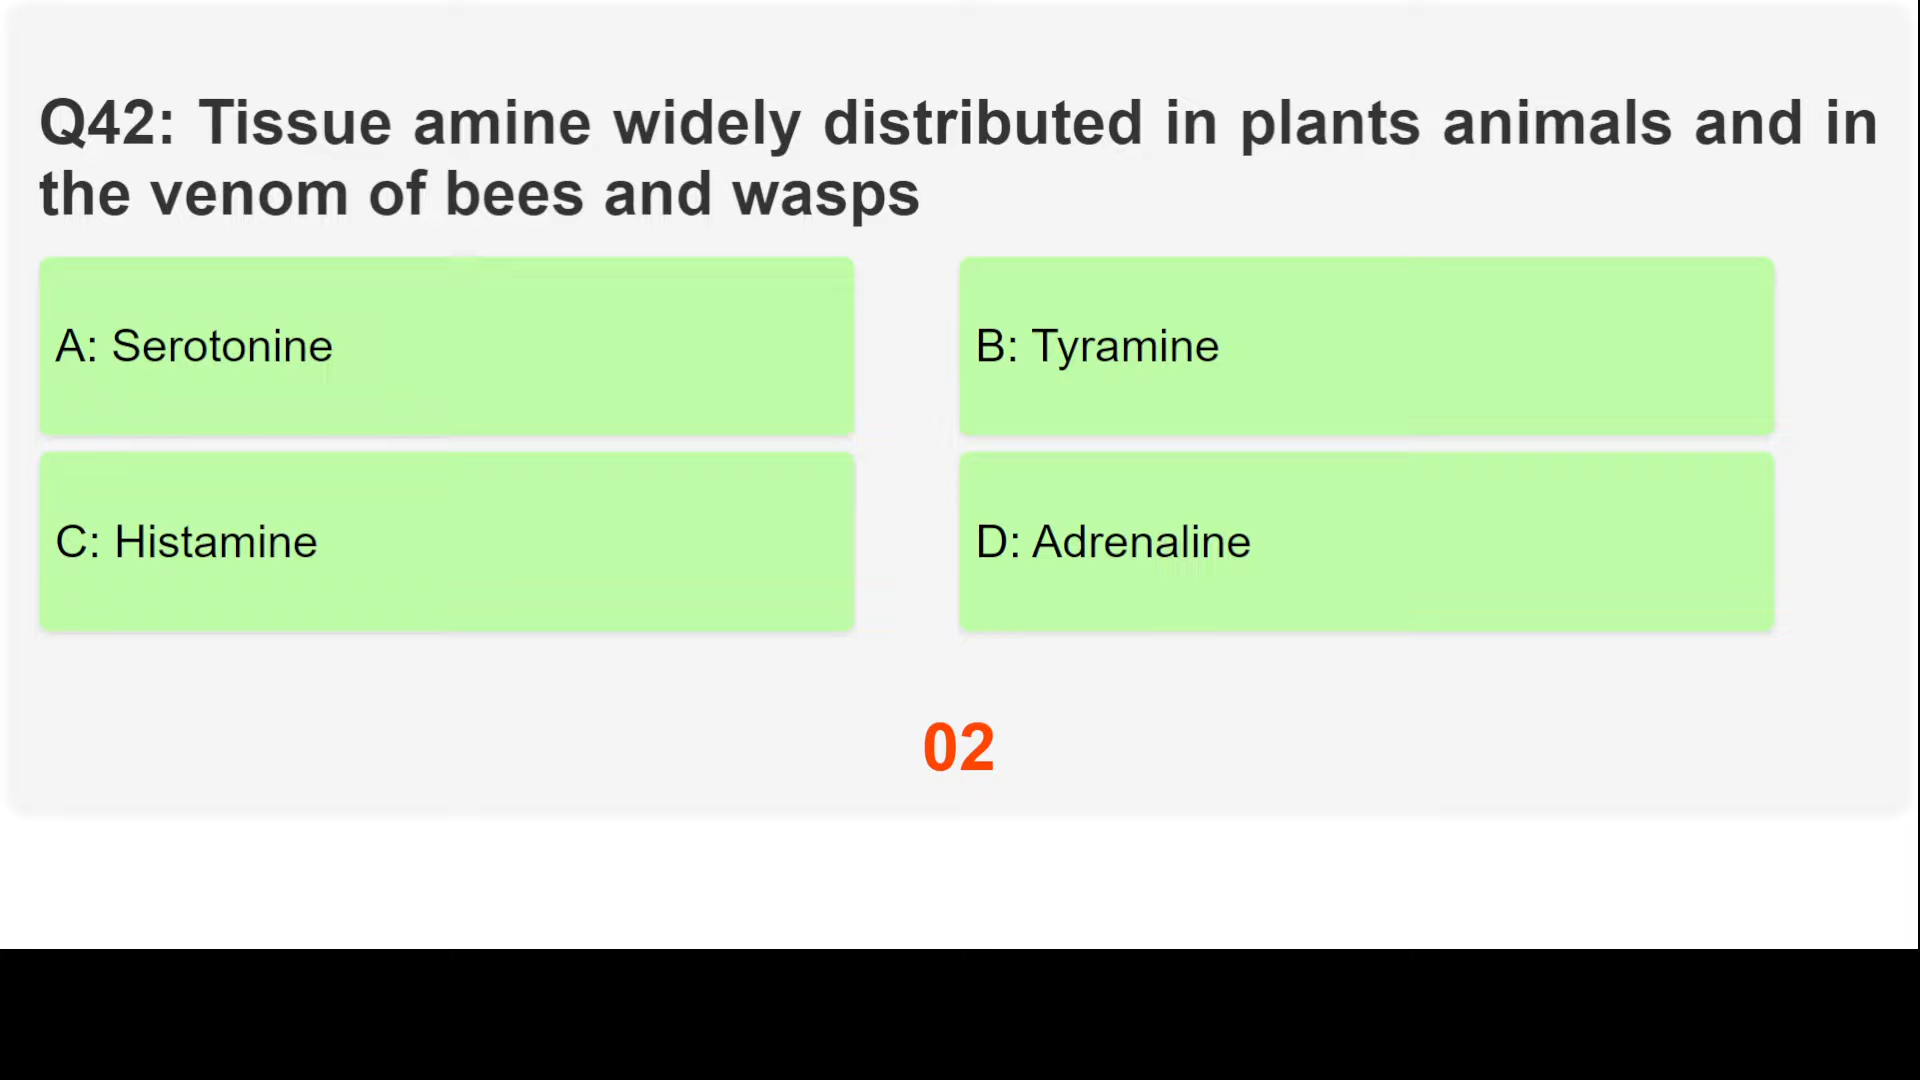 Q42: Tissue amine widely distributed in plants animals and in
the venom of bees and wasps
A: Serotonine
B: Tyramine
C: Histamine
D: Adrenaline
02